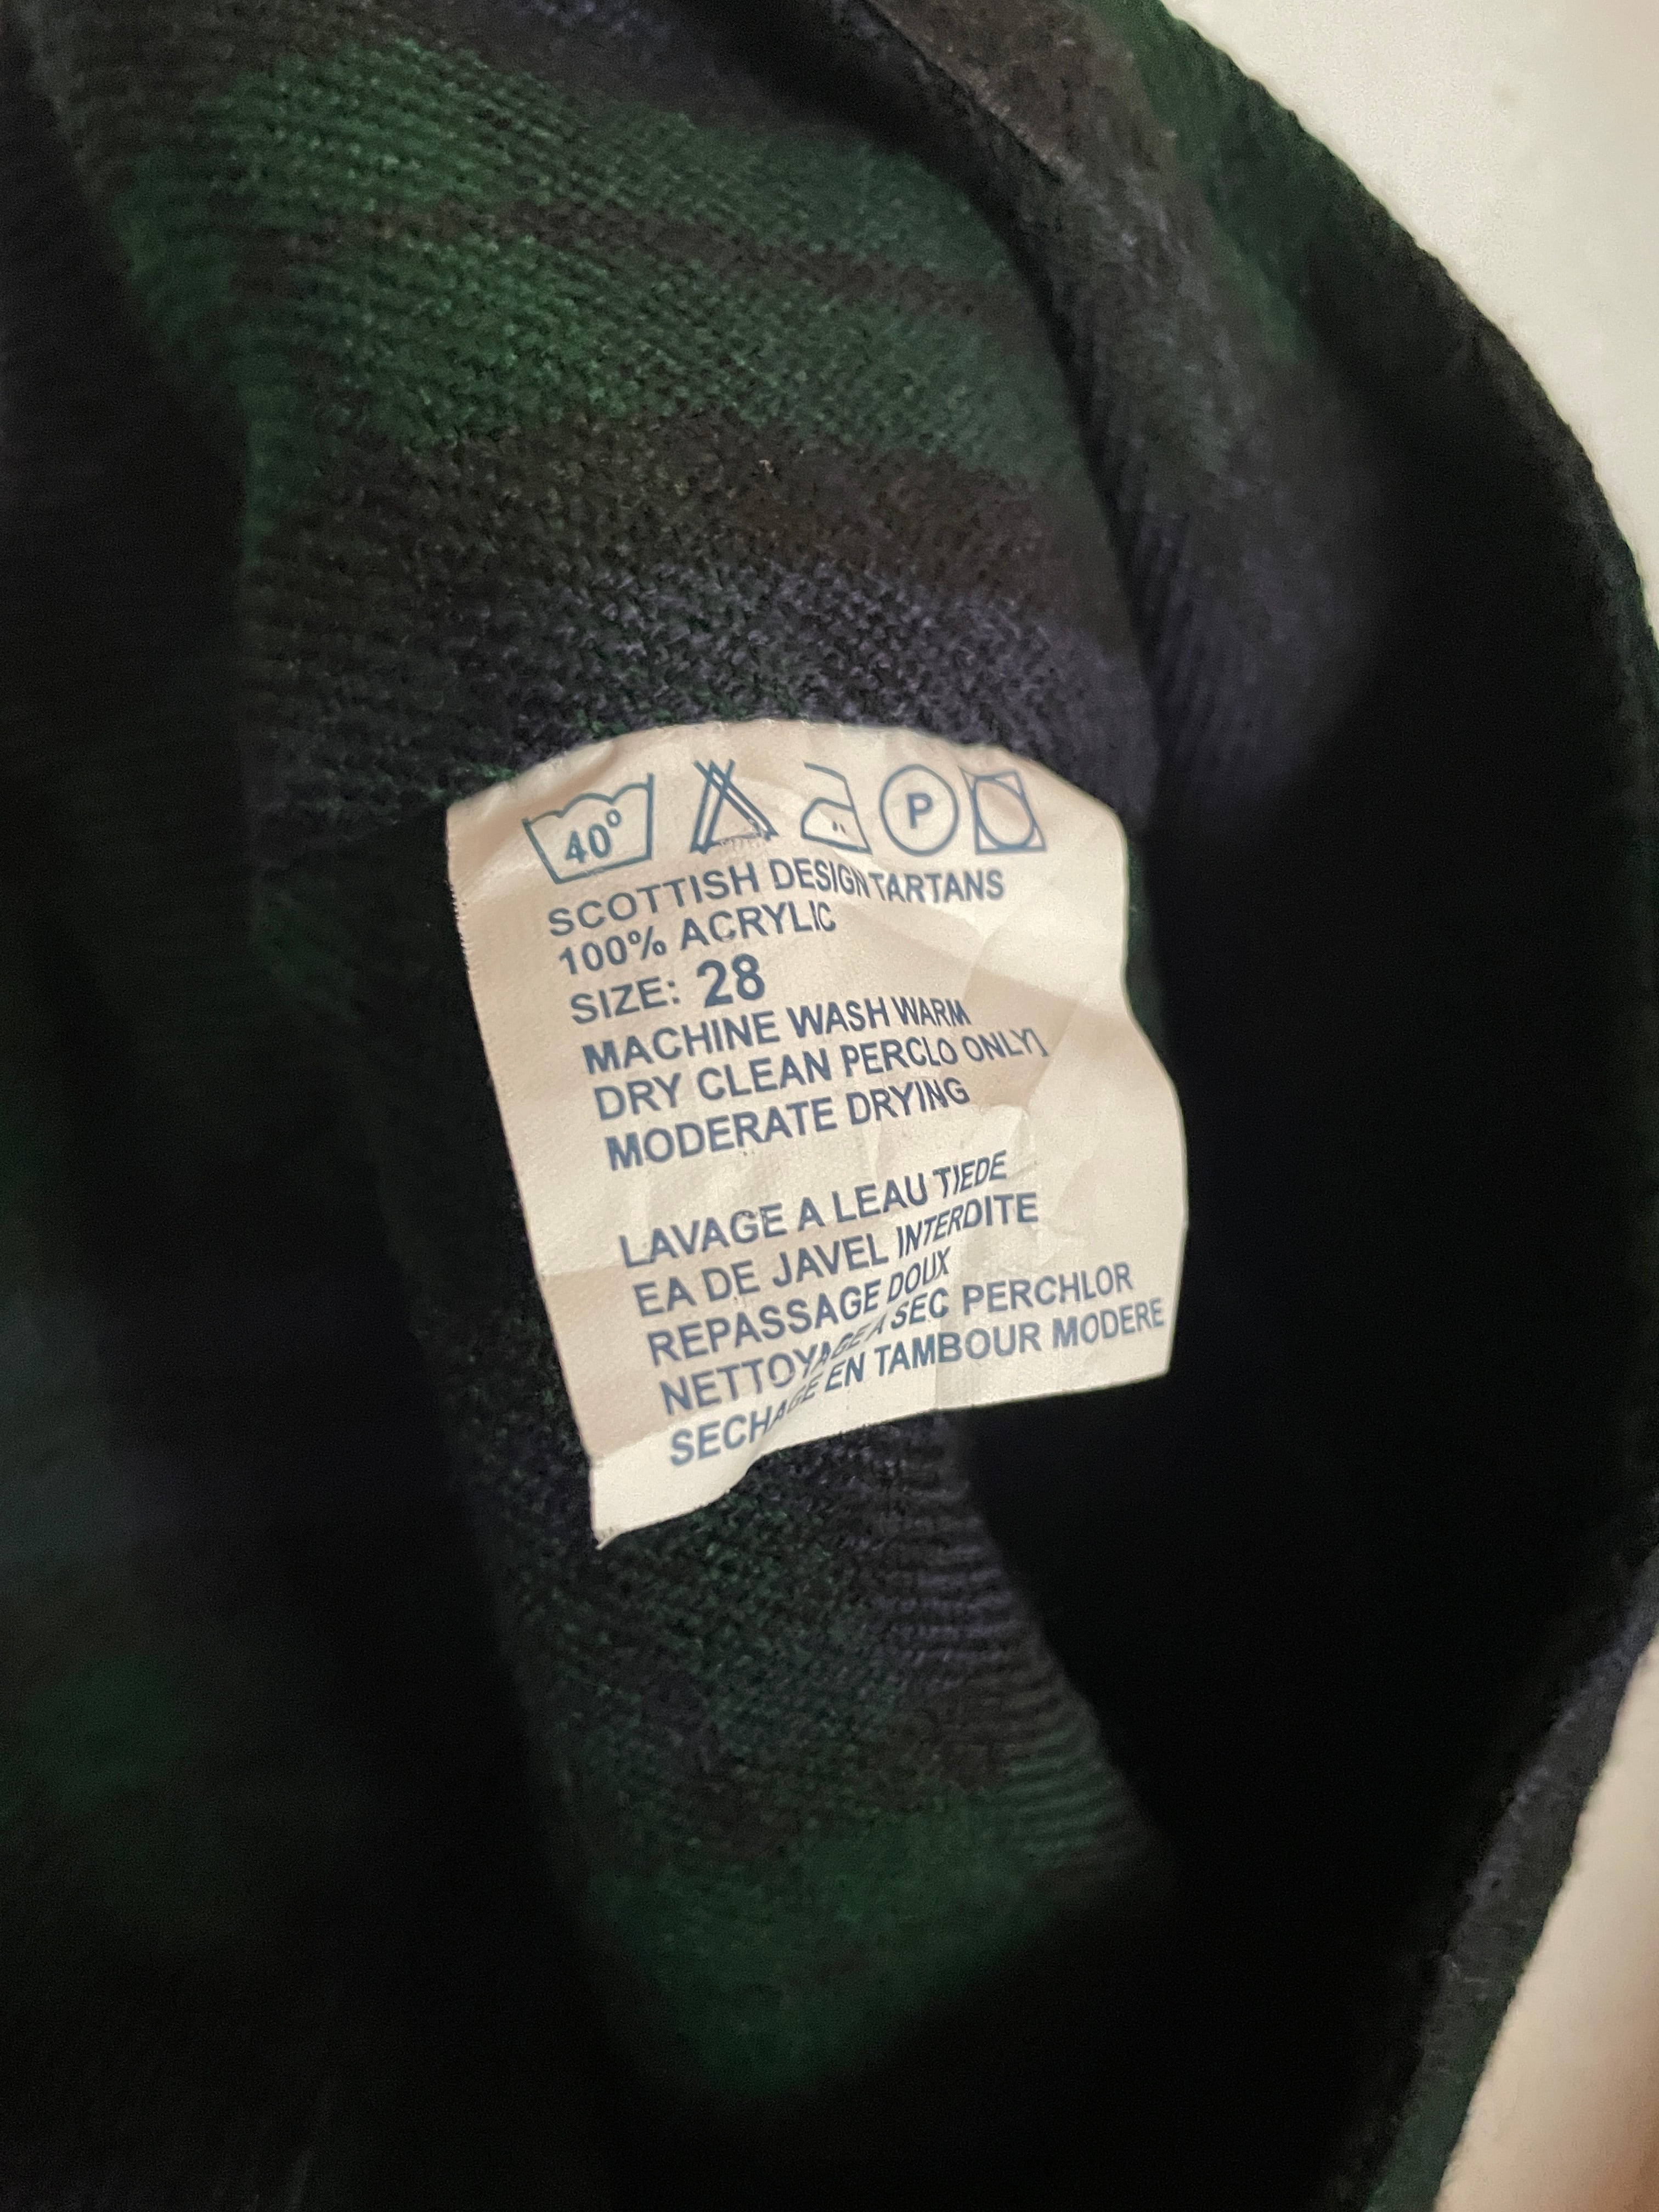 40°
P
SCOTTISH DESIGN TARTANS
100% ACRYLIC
SIZE: 28
MACHINE WASH WARM
DRY CLEAN PERCLO ONLY]
MODERATE DRYING
LAVAGE A LEAU TIEDE
EA DE JAVEL INTERDITE
REPASSAGE DOUX
NETTOYAGE A SEC PERCHLOR
SECHAGE EN TAMBOUR MODERE